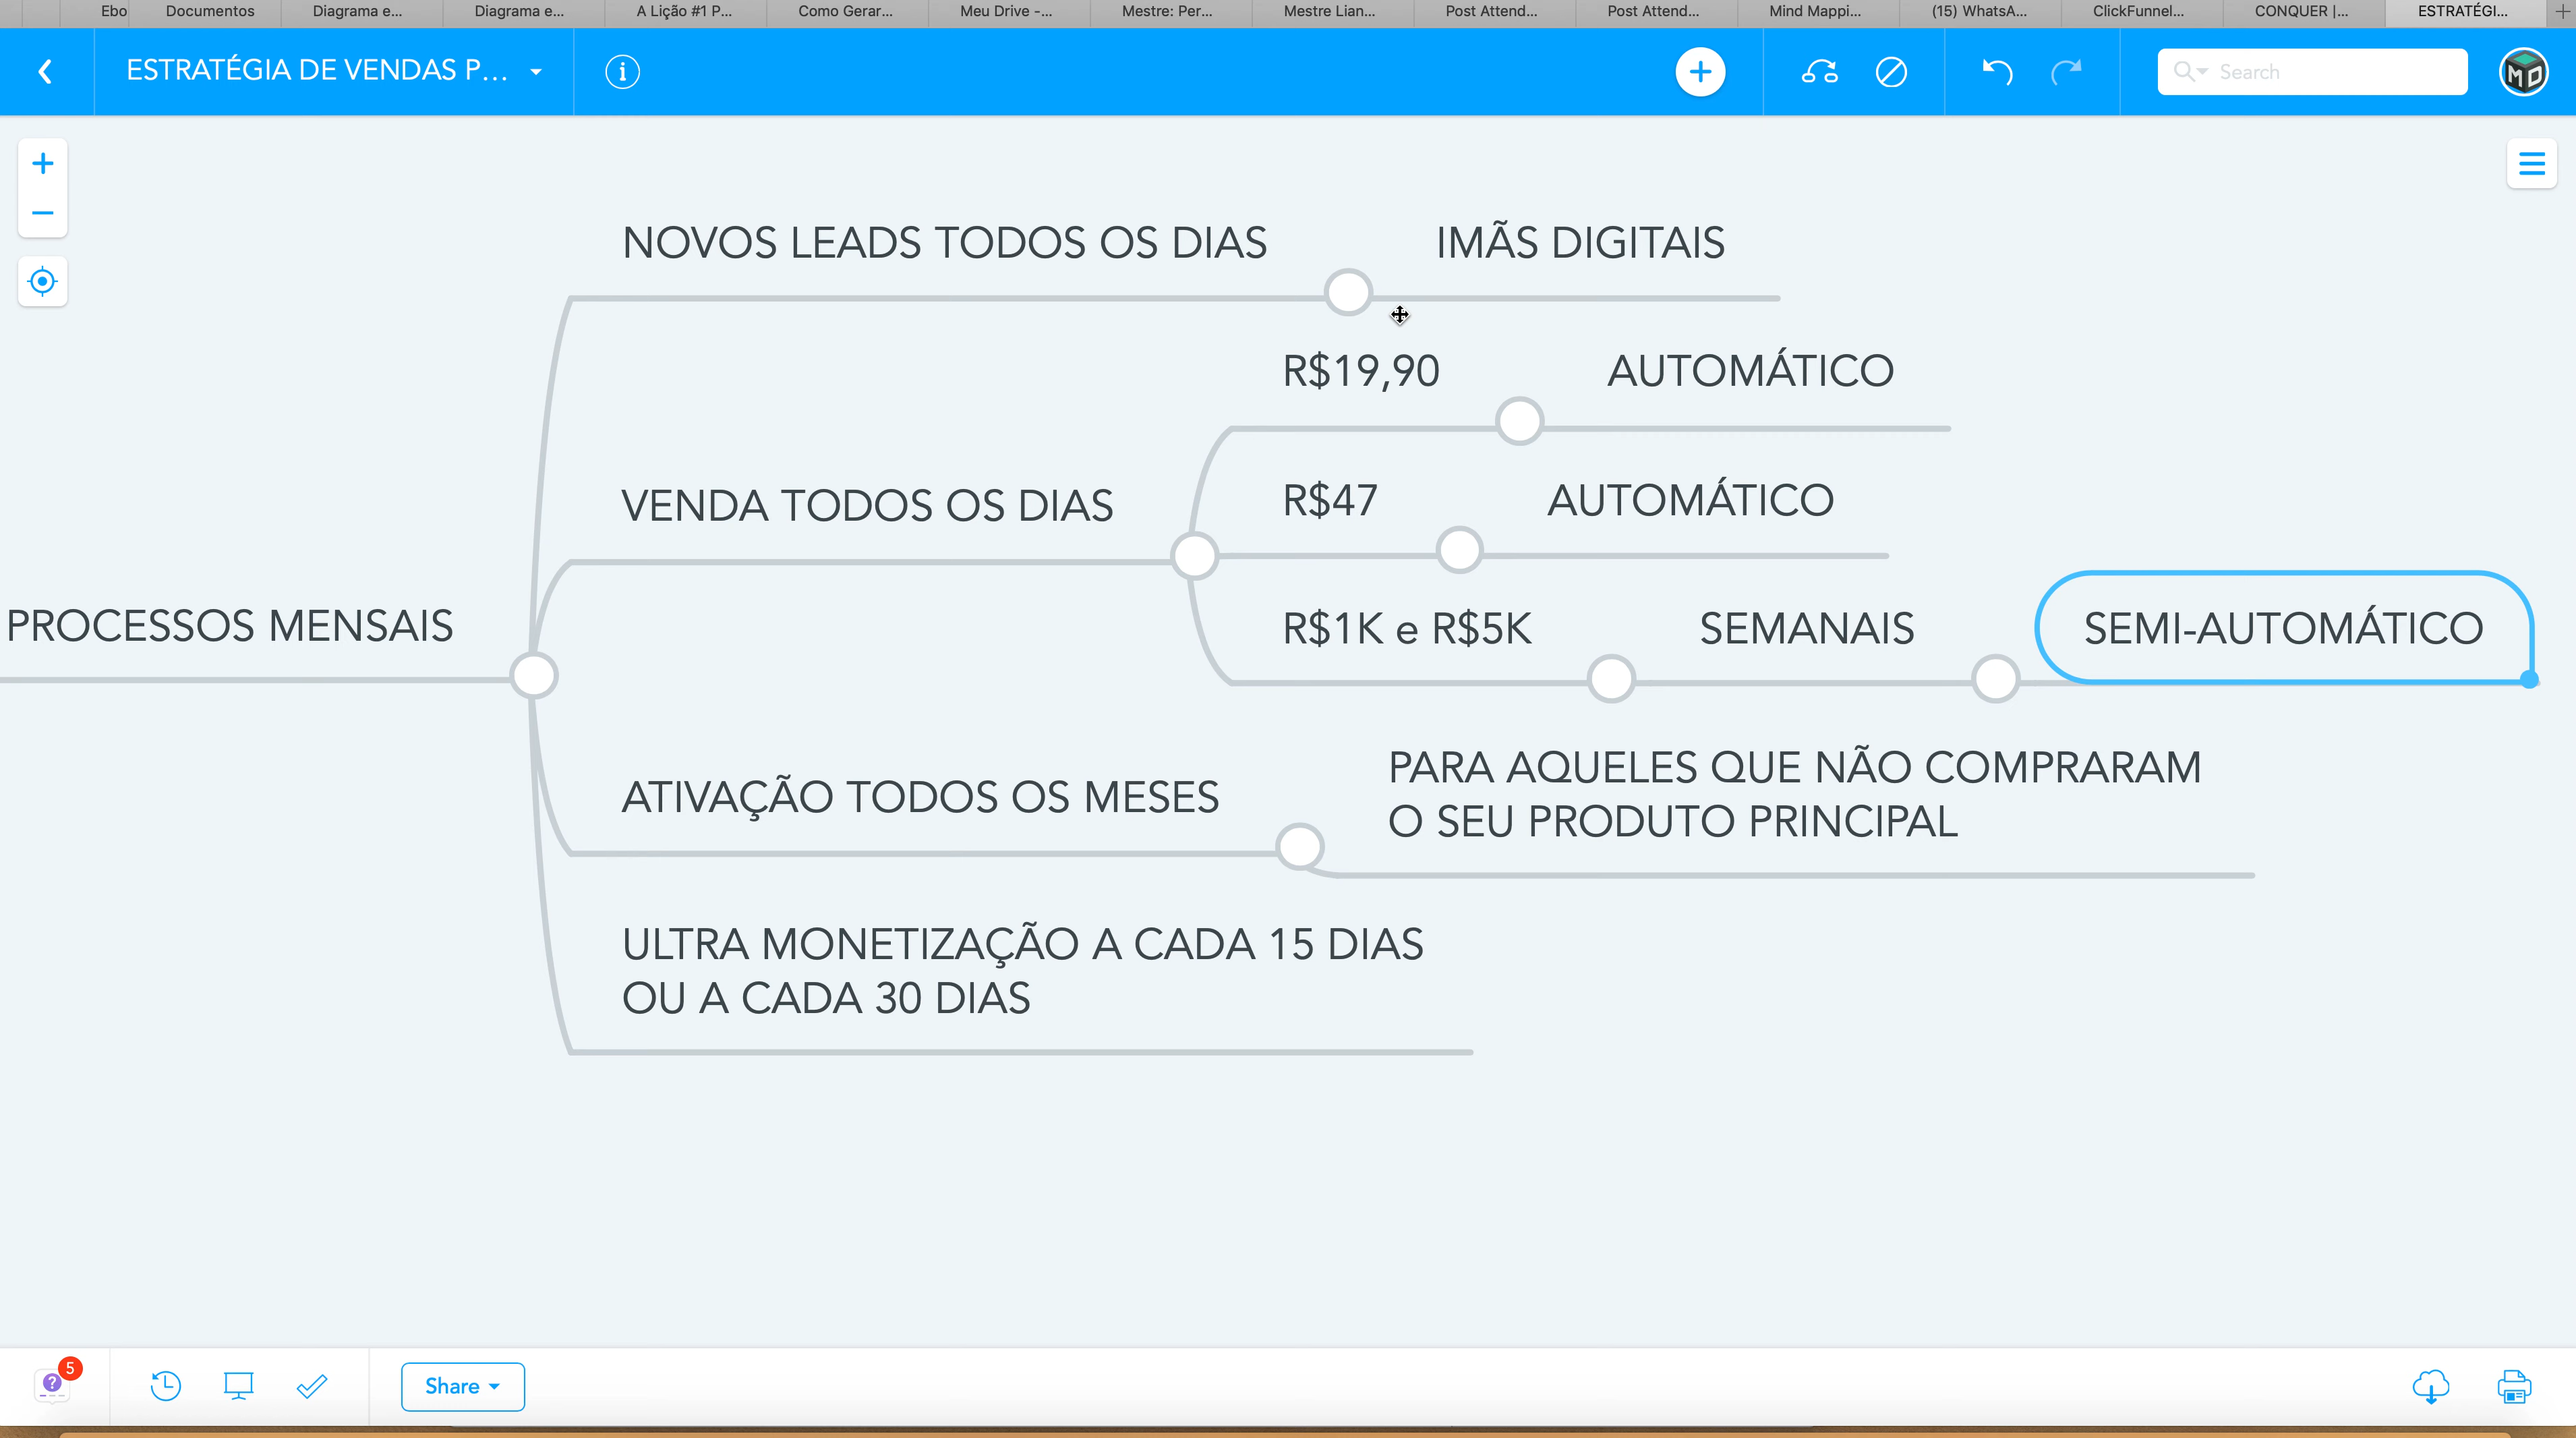 Ebo
Documentos
Diagrama e...
Diagrama e...
A Lição #1 P...
Como Gerar...
Meu Drive -...
Mestre: Per...
Mestre Lian...
Post Attend...
Post Attend...
Mind Mappi...
(15) WhatsA...
ClickFunnel...
CONQUER |...
ESTRATÉGI...
ESTRATÉGIA DE VENDAS P...
Search
MD
NOVOS LEADS TODOS OS DIAS
IMÃS DIGITAIS
R$19,90
AUTOMÁTICO
VENDA TODOS OS DIAS
R$47
AUTOMÁTICO
PROCESSOS MENSAIS
R$1K e R$5K
SEMANAIS
SEMI-AUTOMÁTICO
ATIVAÇÃO TODOS OS MESES
PARA AQUELES QUE NÃO COMPRARAM
O SEU PRODUTO PRINCIPAL
ULTRA MONETIZAÇÃO A CADA 15 DIAS
OU A CADA 30 DIAS
5
Share